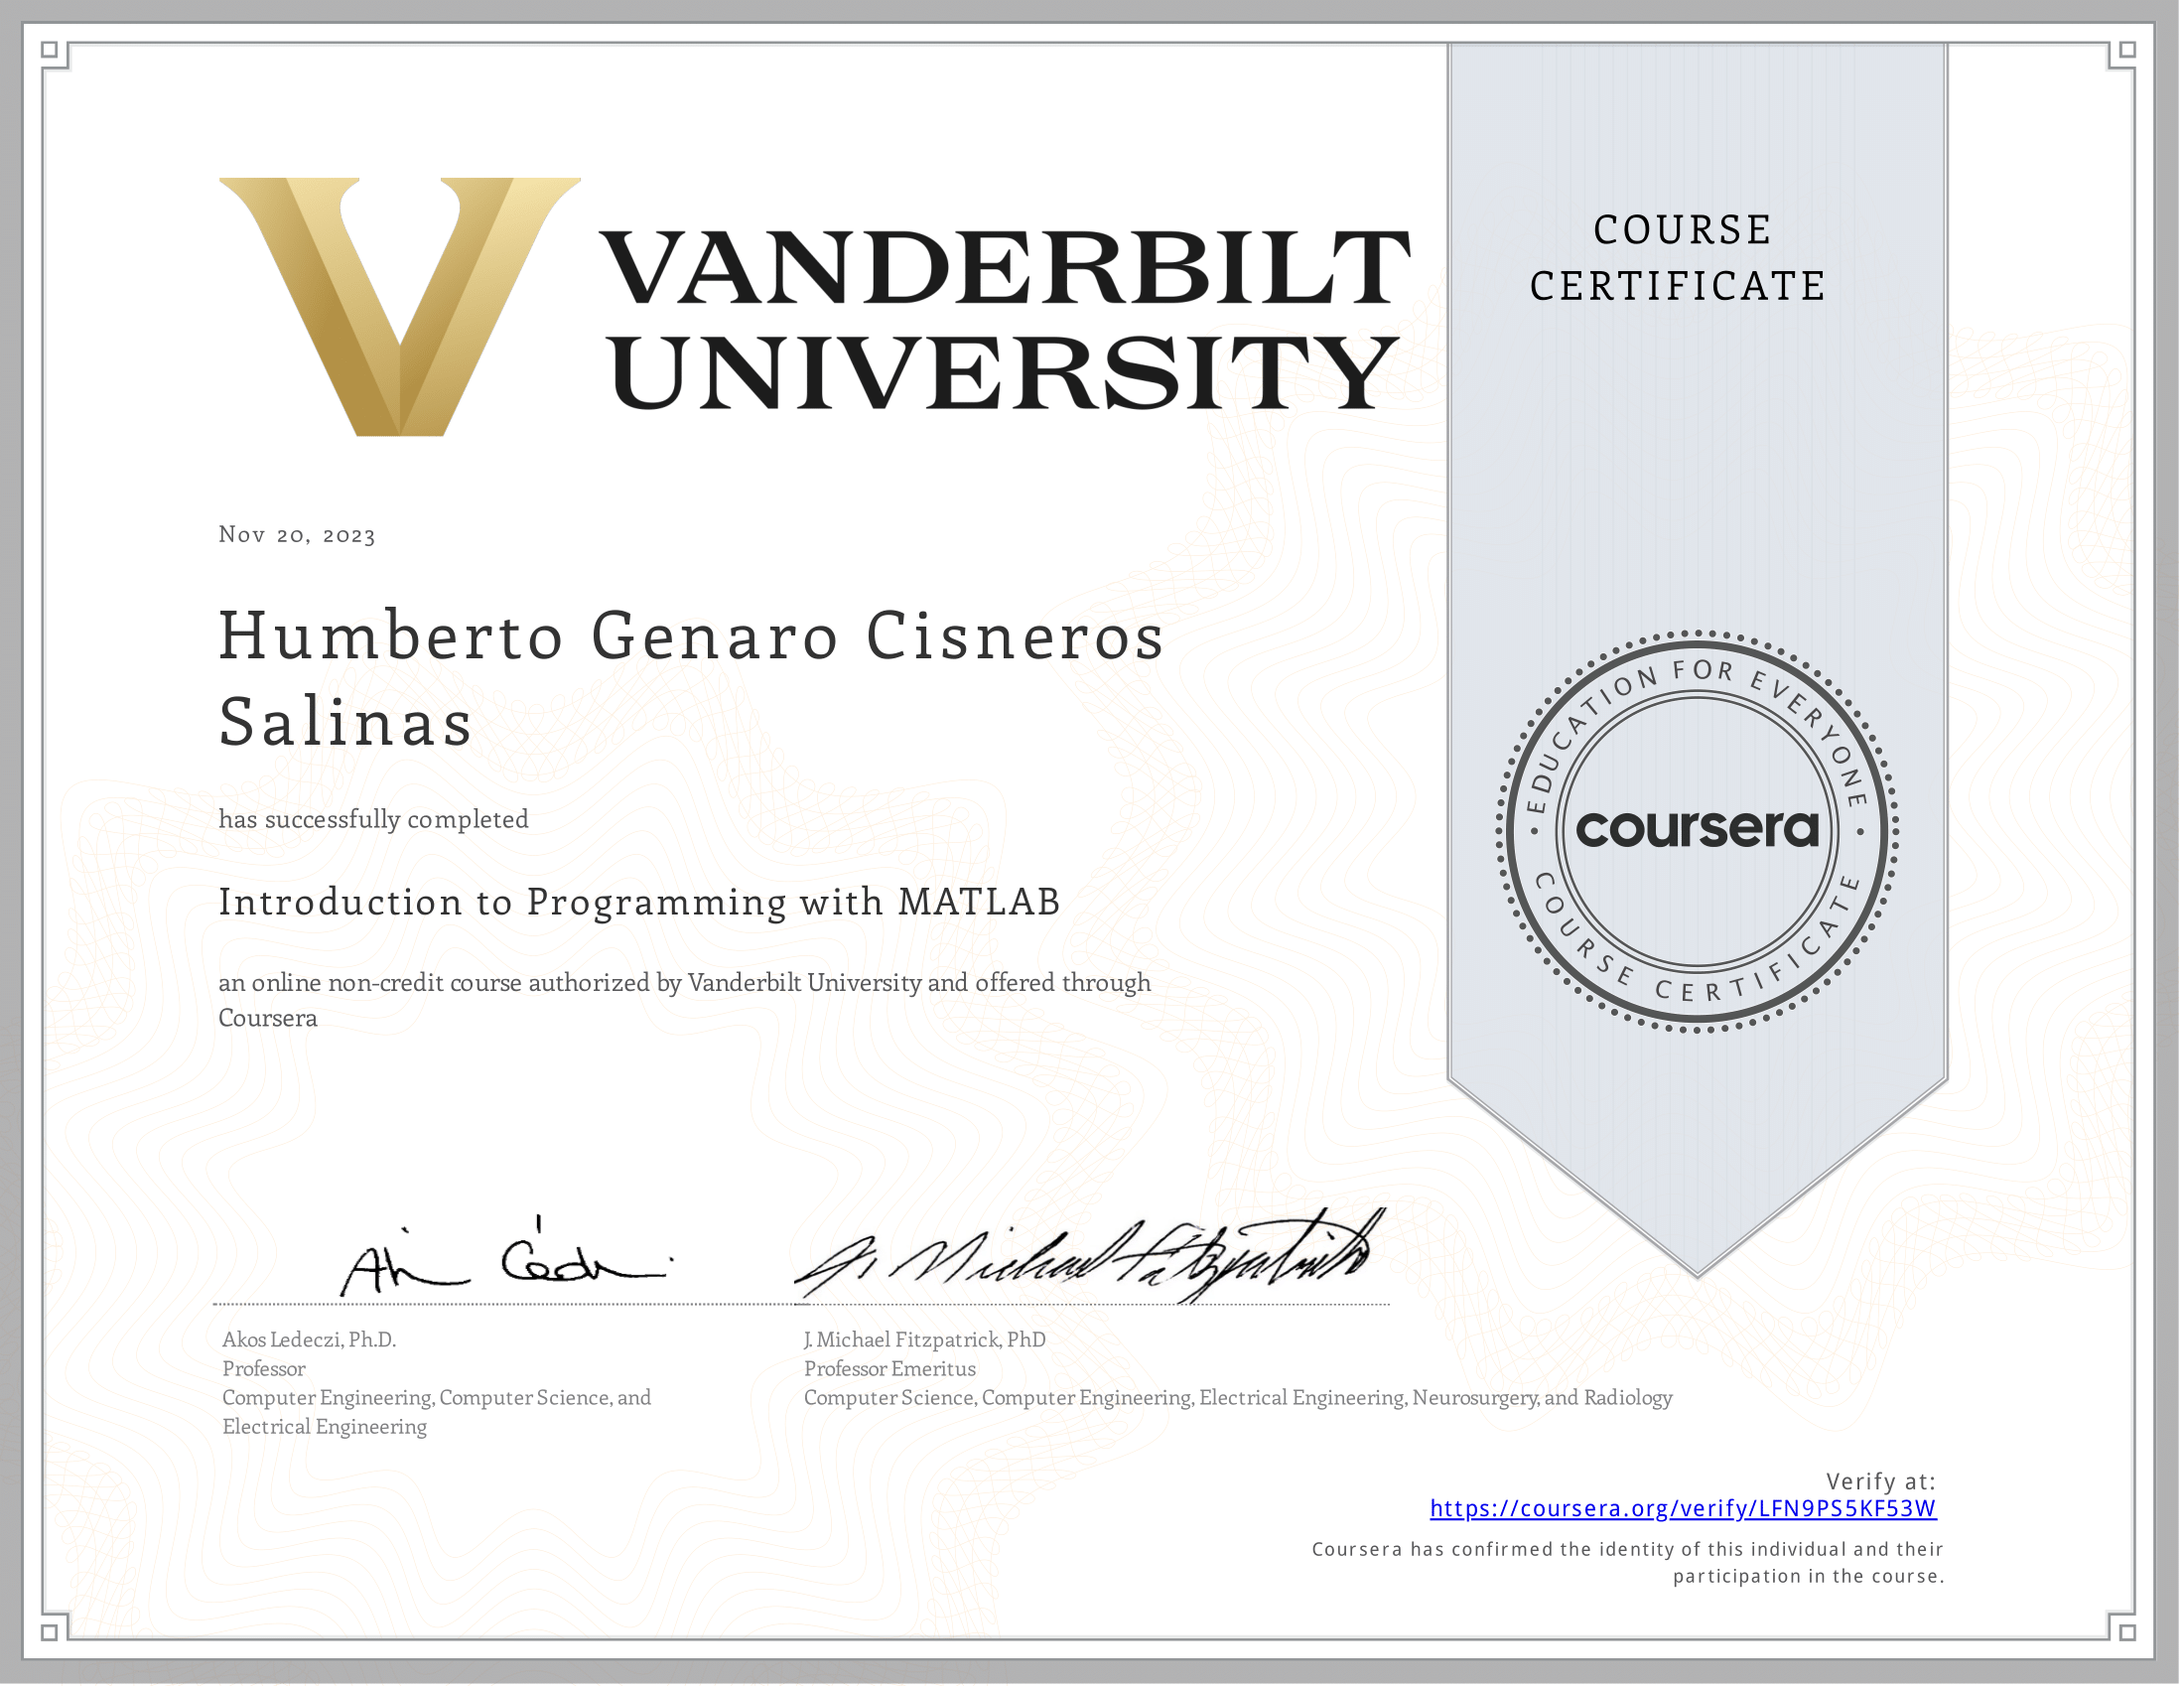 VANDERBILT
UNIVERSITY
COURSE
CERTIFICATE
Nov 20, 2023
Humberto Genaro Cisneros
Salinas
has successfully completed
Introduction to Programming with MATLAB
an online non-credit course authorized by Vanderbilt University and offered through
Coursera
EDUCATION FOR EVERYONE
coursera
COURSE CERTIFICATE
Akos Ledeczi, Ph.D.
Professor
Computer Engineering, Computer Science, and
Electrical Engineering
J. Michael Fitzpatrick
J. Michael Fitzpatrick, PhD
Professor Emeritus
Computer Science, Computer Engineering, Electrical Engineering, Neurosurgery, and Radiology
Verify at:
https://coursera.org/verify/LFN9PS5KF53W
Coursera has confirmed the identity of this individual and their
participation in the course.